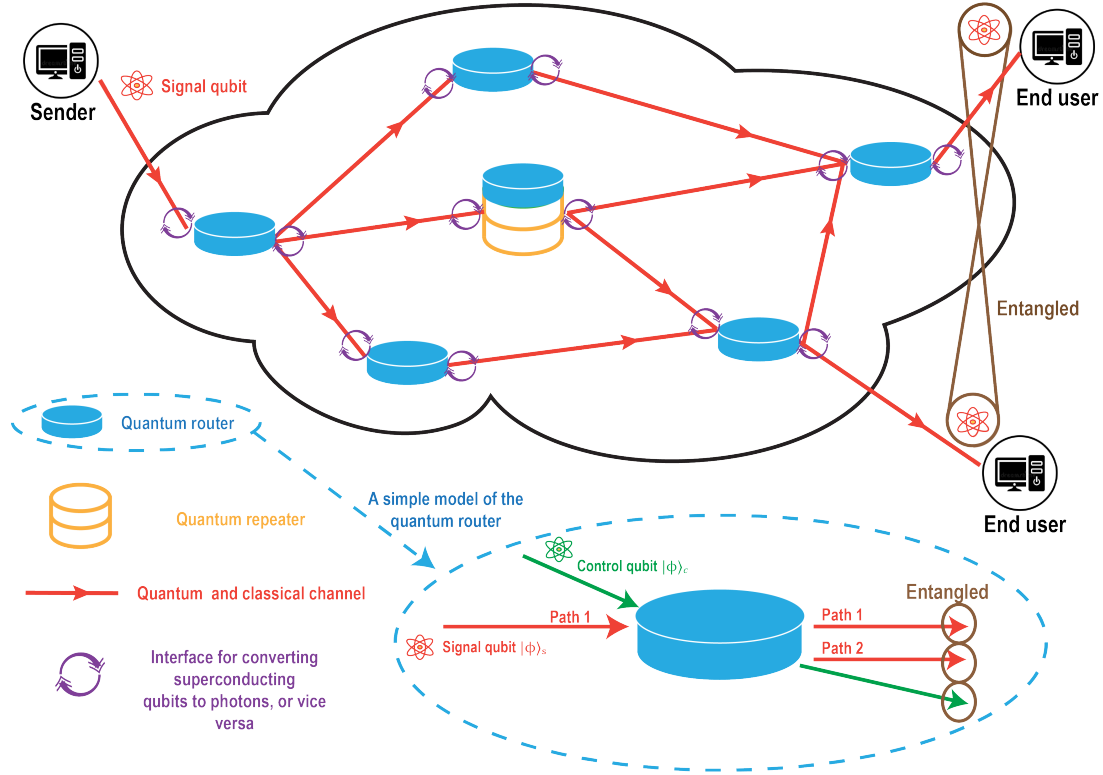 Sender
Signal qubit
End user
Entangled
End user
Quantum router
Quantum repeater
Quantum and classical channel
Interface for converting
superconducting
qubits to photons, or vice
versa
A simple model of the
quantum router
Control qubit |ϕ⟩c
Path 1
Signal qubit |ϕ⟩s
Entangled
Path 1
Path 2